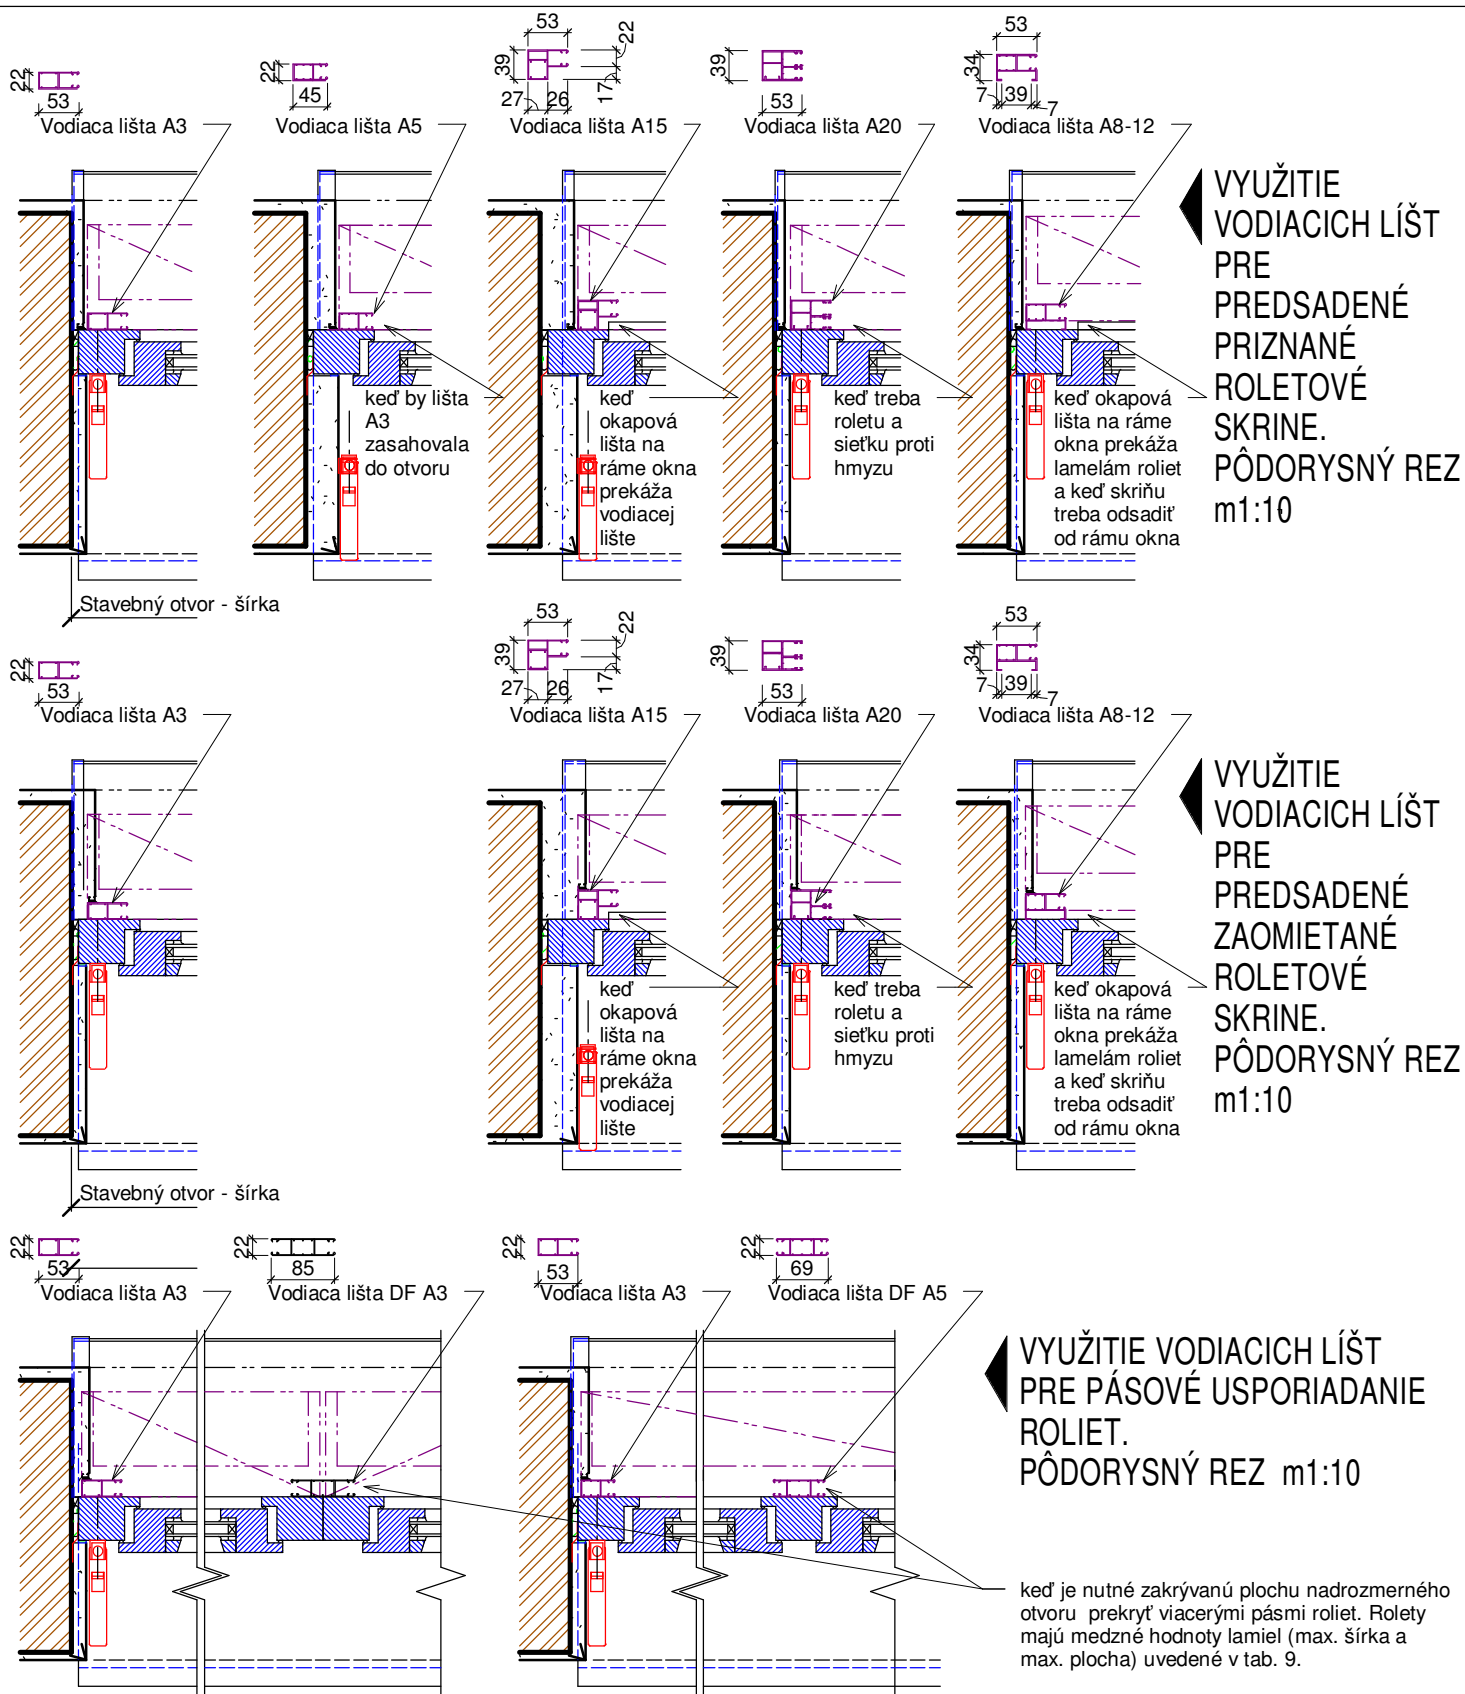 53
22
39
17
27 26
53
34
7 39 7
22
53
22
45
39
53
Vodiaca lišta A3
Vodiaca lišta A5
Vodiaca lišta A15
Vodiaca lišta A20
Vodiaca lišta A8-12
VYUŽITIE
VODIACICH LÍŠT
PRE
PREDSADENÉ
PRIZNANÉ
ROLETOVÉ
SKRINE.
PÔDORYSNÝ REZ
m1:10
keď by lišta
A3
zasahovala
do otvoru
keď
okapová
lišta na
ráme okna
prekáža
vodiacej
lište
keď treba
roletu a
sieťku proti
hmyzu
keď okapová
lišta na ráme
okna prekáža
lamelám roliet
a keď skriňu
treba odsadiť
od rámu okna
Stavebný otvor - šírka
22
53
53
22
39
17
27 26
39
53
53
34
7 39 7
Vodiaca lišta A3
Vodiaca lišta A15
Vodiaca lišta A20
Vodiaca lišta A8-12
VYUŽITIE
VODIACICH LÍŠT
PRE
PREDSADENÉ
ZAOMIETANÉ
ROLETOVÉ
SKRINE.
PÔDORYSNÝ REZ
m1:10
keď
okapová
lišta na
ráme okna
prekáža
vodiacej
lište
keď treba
roletu a
sieťku proti
hmyzu
keď okapová
lišta na ráme
okna prekáža
lamelám roliet
a keď skriňu
treba odsadiť
od rámu okna
Stavebný otvor - šírka
22
53
22
85
22
53
22
69
Vodiaca lišta A3
Vodiaca lišta DF A3
Vodiaca lišta A3
Vodiaca lišta DF A5
VYUŽITIE VODIACICH LÍŠT
PRE PÁSOVÉ USPORIADANIE
ROLIET.
PÔDORYSNÝ REZ m1:10
keď je nutné zakrývanú plochu nadrozmerného
otvoru prekryť viacerými pásmi roliet. Rolety
majú medzné hodnoty lamiel (max. šírka a
max. plocha) uvedené v tab. 9.